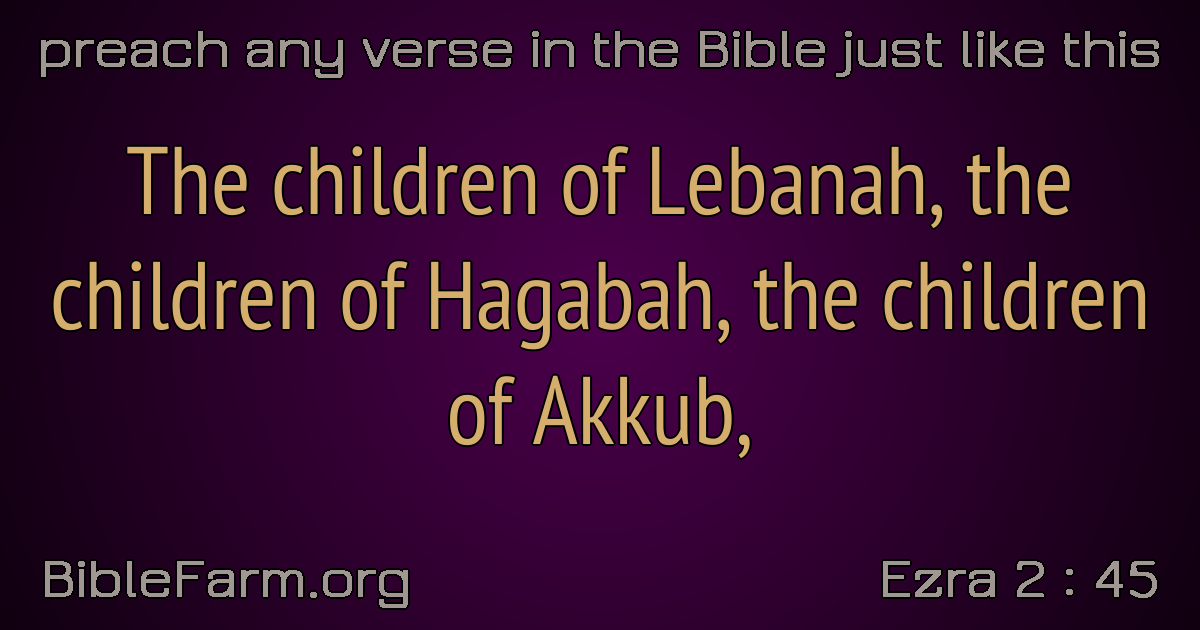 preach any verse in the Bible just like this
The children of Lebanah, the
children of Hagabah, the children
of Akkub,
BibleFarm.org
Ezra 2 : 45